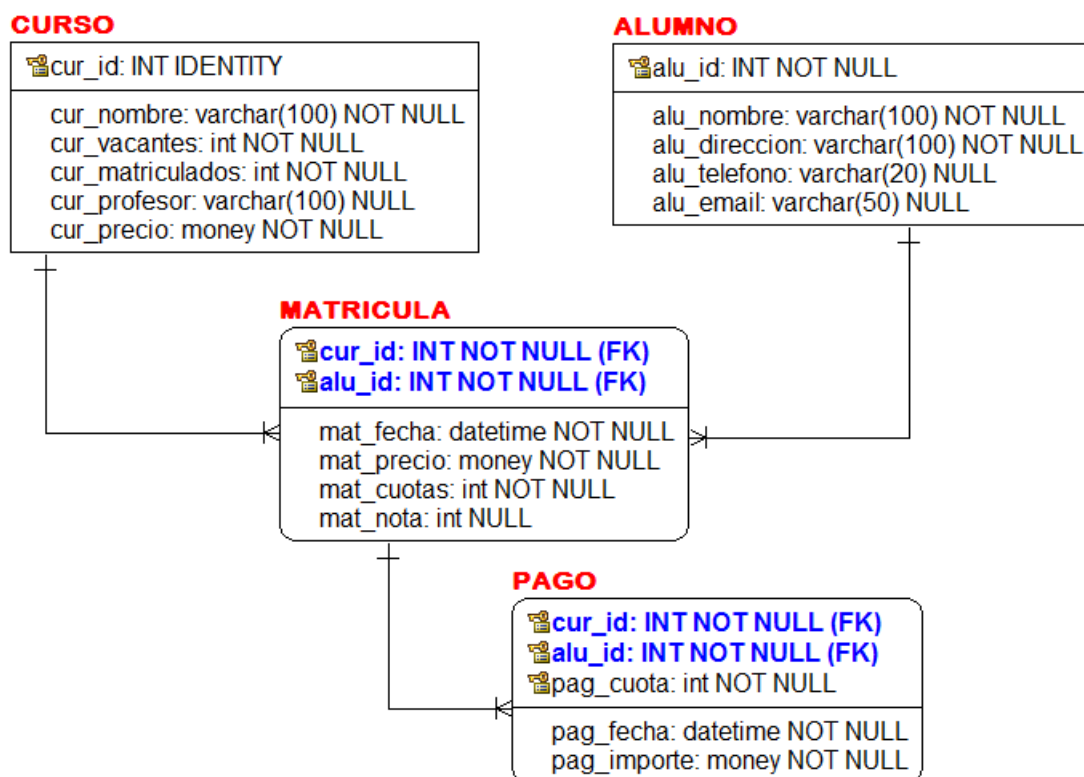 CURSO
cur_id: INT IDENTITY
cur_nombre: varchar(100) NOT NULL
cur_vacantes: int NOT NULL
cur_matriculados: int NOT NULL
cur_profesor: varchar(100) NULL
cur_precio: money NOT NULL
ALUMNO
alu_id: INT NOT NULL
alu_nombre: varchar(100) NOT NULL
alu_direccion: varchar(100) NOT NULL
alu_telefono: varchar(20) NULL
alu_email: varchar(50) NULL
MATRICULA
cur_id: INT NOT NULL (FK)
alu_id: INT NOT NULL (FK)
mat_fecha: datetime NOT NULL
mat_precio: money NOT NULL
mat_cuotas: int NOT NULL
mat_nota: int NULL
PAGO
cur_id: INT NOT NULL (FK)
alu_id: INT NOT NULL (FK)
pag_cuota: int NOT NULL
pag_fecha: datetime NOT NULL
pag_importe: money NOT NULL